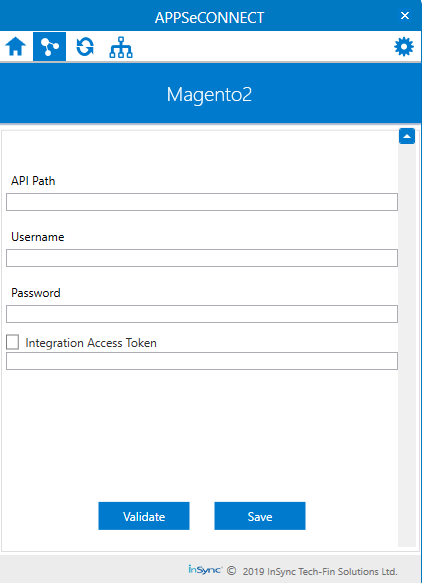 APPSeCONNECT
Magento2
API Path
Username
Password
Integration Access Token
Validate Save
InSync © 2019 InSync Tech-Fin Solutions Ltd.